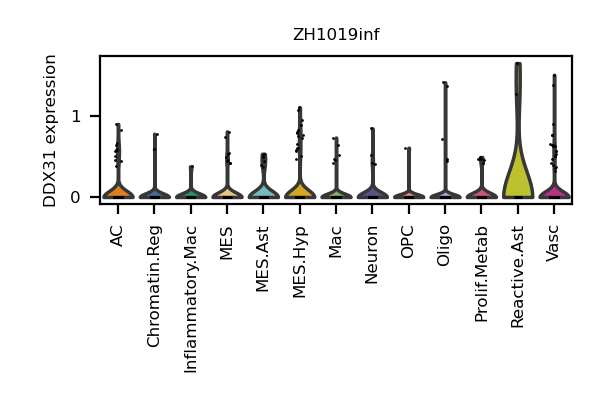 ZH1019inf
DDX31 expression
1
0
AC
Chromatin.Reg
Inflammatory.Mac
MES
MES.Ast
MES.Hyp
Mac
Neuron
OPC
Oligo
Prolif.Metab
Reactive.Ast
Vasc